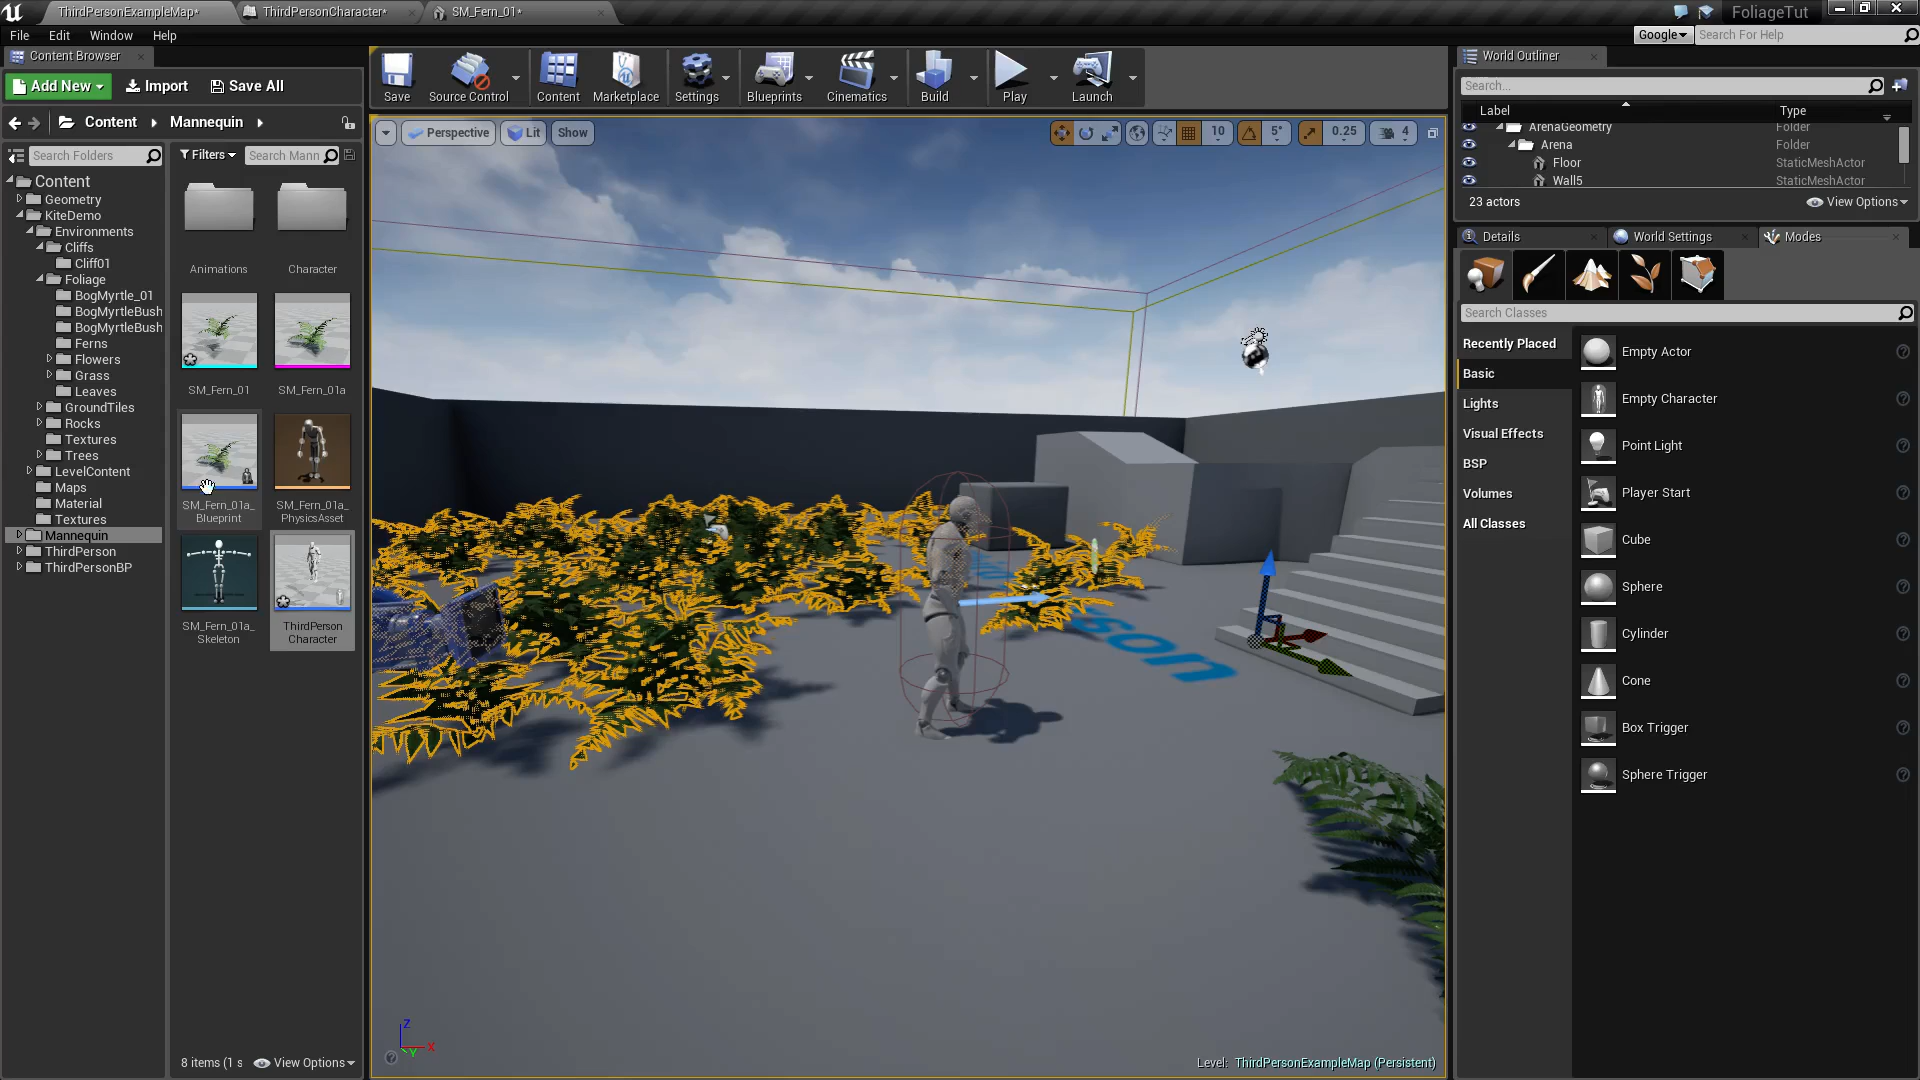 ThirdPersonExampleMap*
ThirdPersonCharacter*
SM_Fern_01*
FoliageTut
File
Edit
Window
Help
Google
Search For Help
Content Browser
Add New
Import
Save All
Content
Mannequin
Search Folders
Filters
Search Mann
Content
Geometry
KiteDemo
Environments
Cliffs
Cliff01
Foliage
BogMyrtle_01
BogMyrtleBush
BogMyrtleBush
Ferns
Flowers
Grass
Leaves
GroundTiles
Rocks
Textures
Trees
LevelContent
Maps
Material
Textures
Mannequin
ThirdPerson
ThirdPersonBP
Animations
Character
SM_Fern_01
SM_Fern_01a
SM_Fern_01a_
Blueprint
SM_Fern_01a_
PhysicsAsset
SM_Fern_01a_
Skeleton
ThirdPerson
Character
8 items (1 s
View Options
Save
Source Control
Content
Marketplace
Settings
Blueprints
Cinematics
Build
Play
Launch
Perspective
Lit
Show
10
5°
0.25
4
son
Z
X
Y
Level: ThirdPersonExampleMap (Persistent)
World Outliner
Search...
Label
Type
ArenaGeometry
Folder
Arena
Folder
Floor
StaticMeshActor
Wall5
StaticMeshActor
23 actors
View Options
Details
World Settings
Modes
Search Classes
Recently Placed
Basic
Lights
Visual Effects
BSP
Volumes
All Classes
Empty Actor
Empty Character
Point Light
Player Start
Cube
Sphere
Cylinder
Cone
Box Trigger
Sphere Trigger